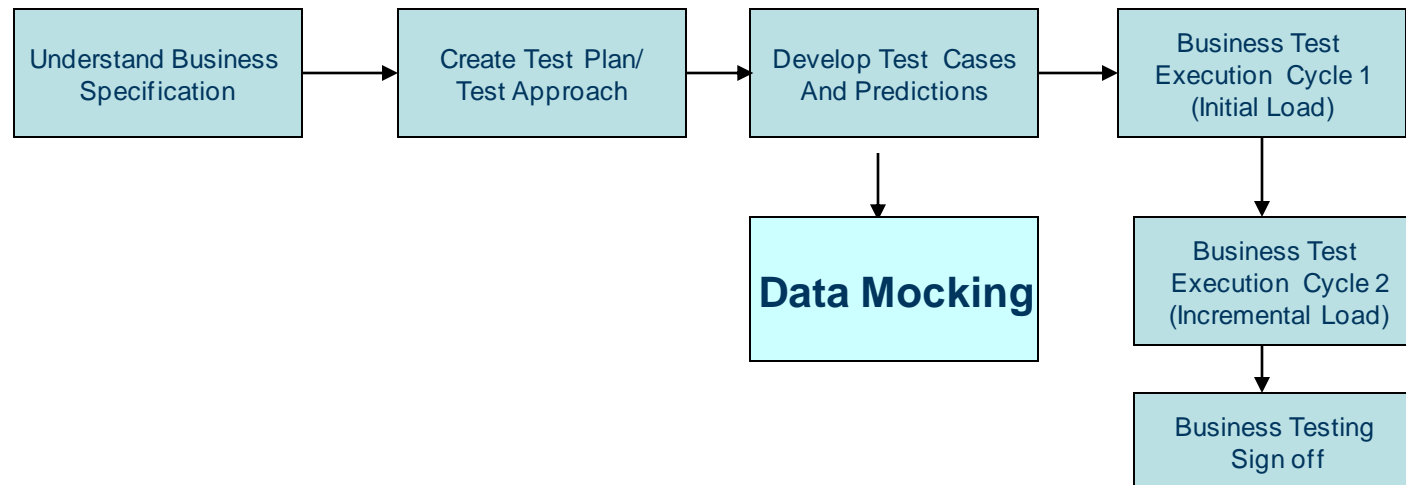 Understand Business
Specification
Create Test Plan/
Test Approach
Develop Test Cases
And Predictions
Business Test
Execution Cycle 1
(Initial Load)
Data Mocking
Business Test
Execution Cycle 2
(Incremental Load)
Business Testing
Sign off